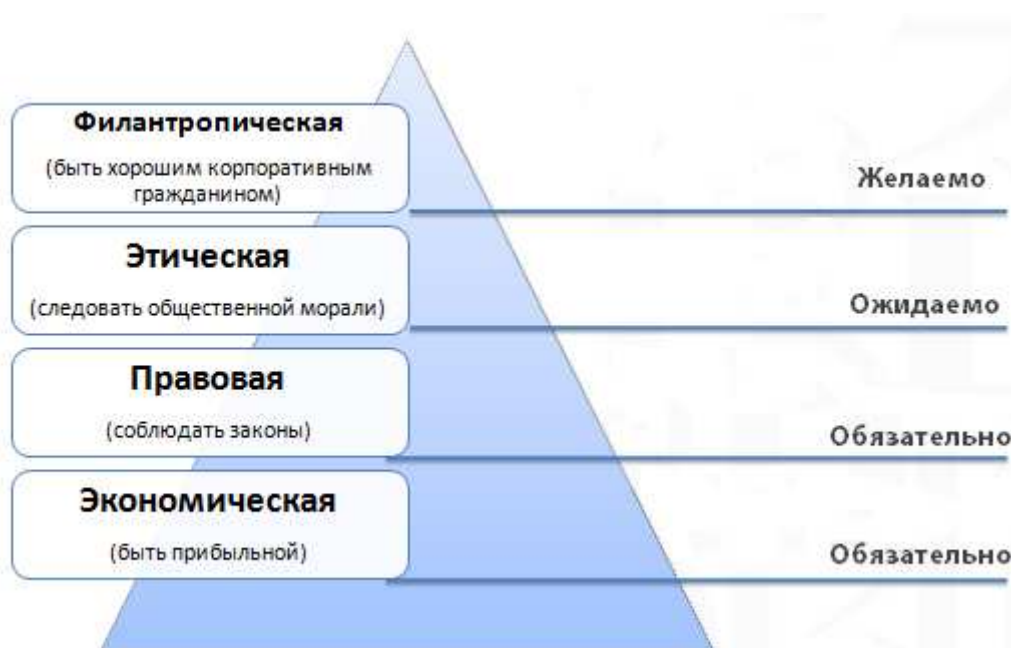 Филантропическая
(быть хорошим корпоративным
гражданином)
Желаемо
Этическая
(следовать общественной морали)
Ожидаемо
Правовая
(соблюдать законы)
Обязательно
Экономическая
(быть прибыльной)
Обязательно